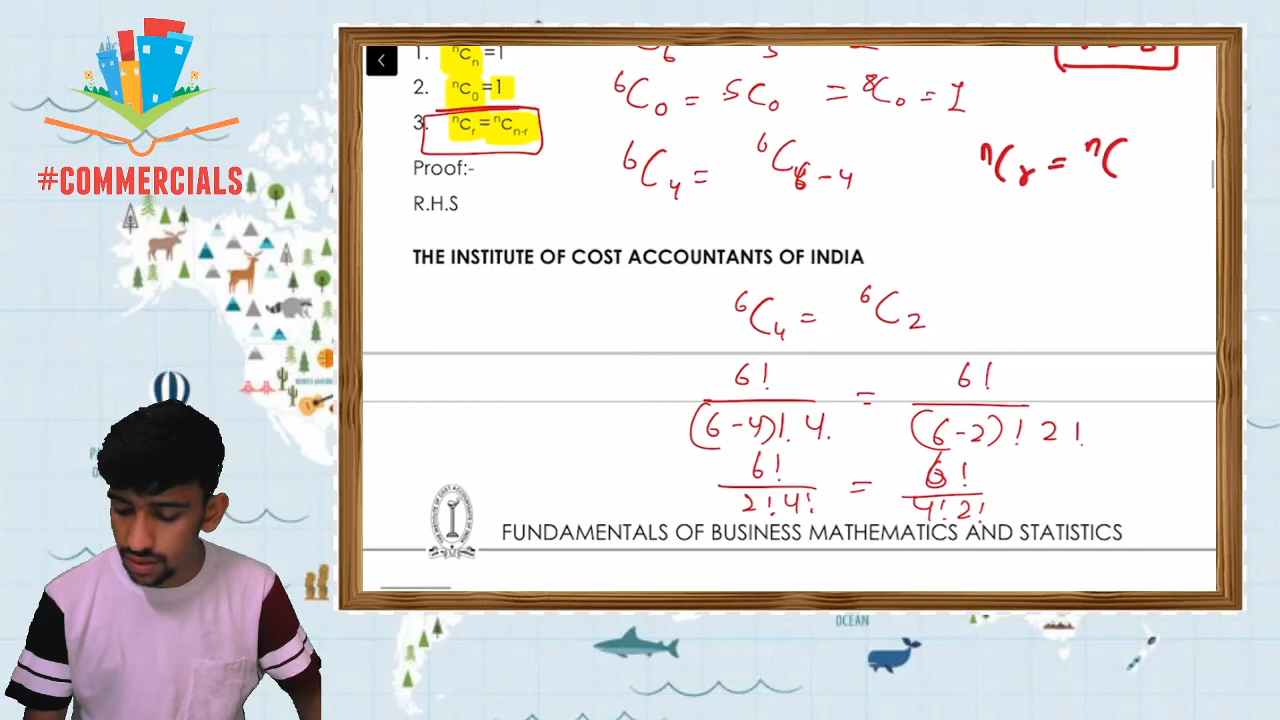 1. ⁿCₙ =1
2. ⁿC₀ =1
⁶C₀ = 5C₀ = ⁸C₀ = 1
3. ⁿCᵣ = ⁿCₙ₋ᵣ
Proof:-
⁶C₄ = ⁶C₆₋₄
ⁿCᵣ = ⁿC
R.H.S
#COMMERCIALS
THE INSTITUTE OF COST ACCOUNTANTS OF INDIA
⁶C₄ = ⁶C₂
6! / (6-4)! 4. = 6! / (6-2)! 2!
6! / 2! 4! = 6! / 4! 2!
FUNDAMENTALS OF BUSINESS MATHEMATICS AND STATISTICS
OCEAN